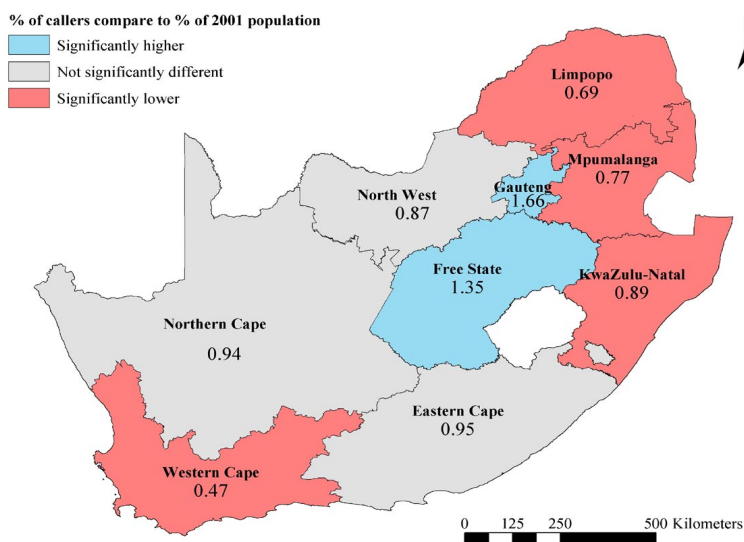 % of callers compare to % of 2001 population
Significantly higher
Not significantly different
Significantly lower
Limpopo
0.69
Mpumalanga
0.77
Gauteng
1.66
North West
0.87
Free State
1.35
KwaZulu-Natal
0.89
Northern Cape
0.94
Eastern Cape
0.95
Western Cape
0.47
0 125 250 500 Kilometers